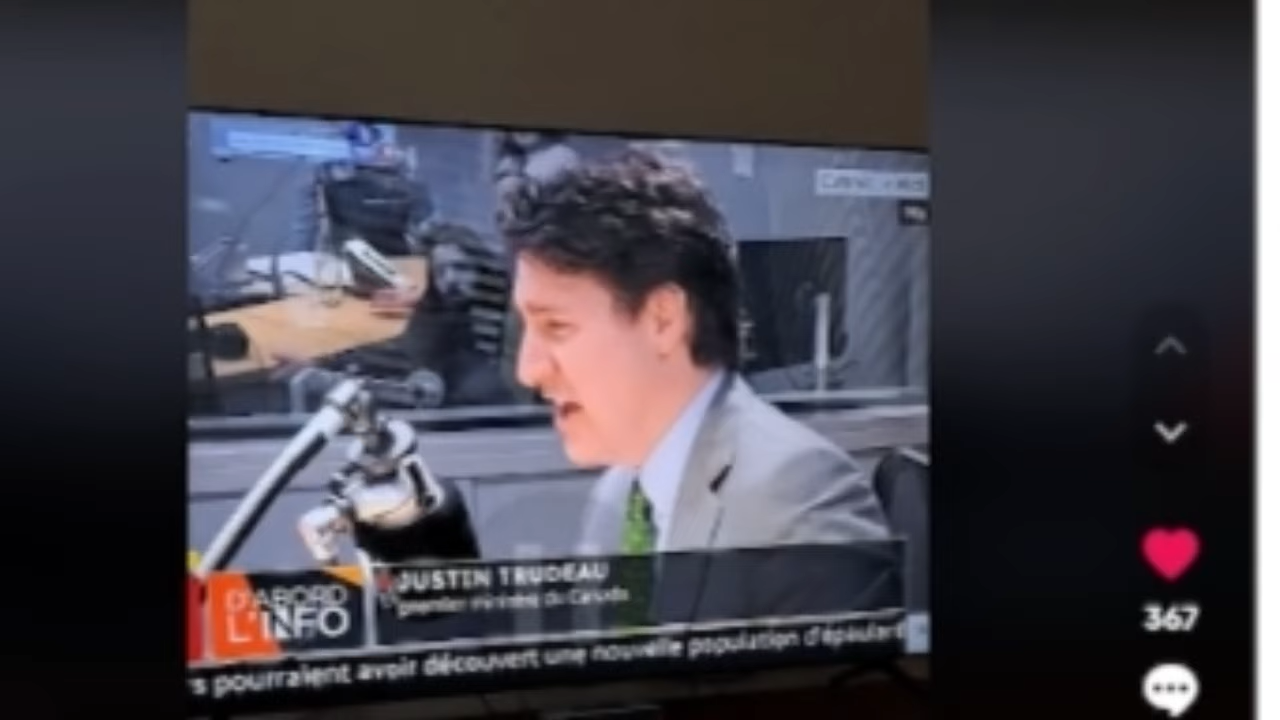 JUSTIN TRUDEAU
premier ministre du Canada
D'ABORD
L'INFO
s pourraient avoir découvert une nouvelle population d'épaulard
367